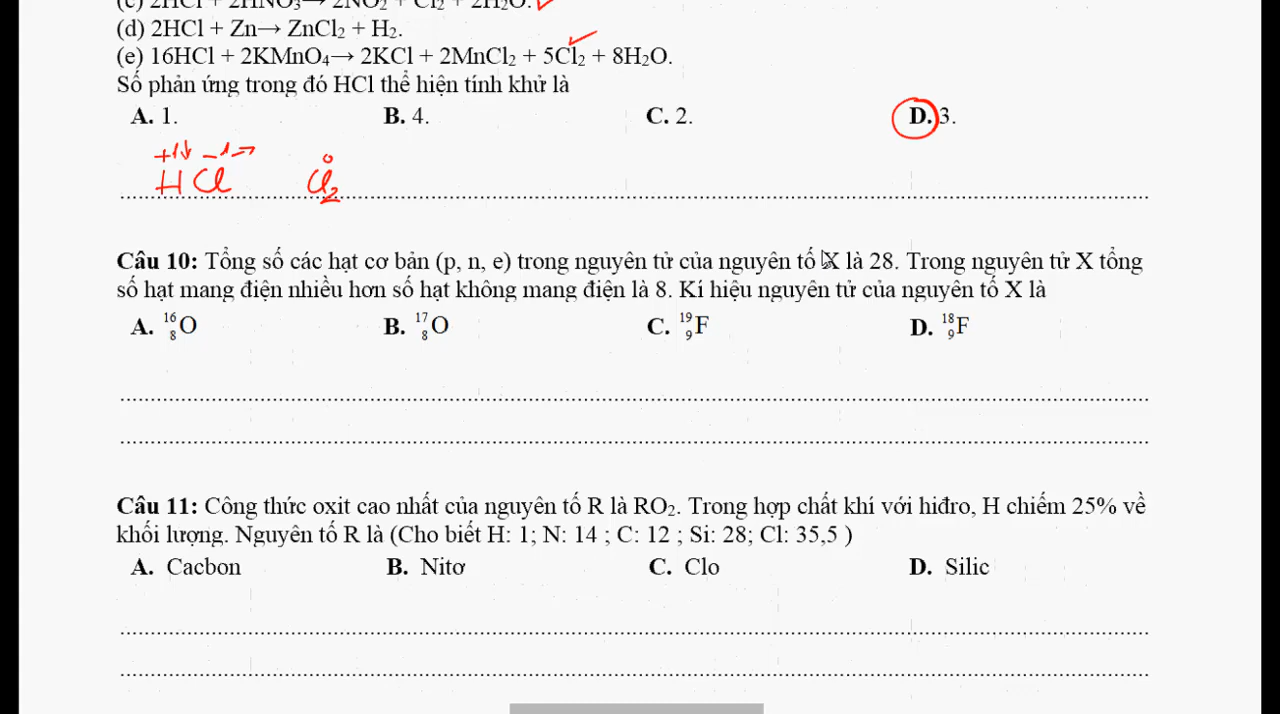 (c) 2HCl + 2HNO₃→ 2NO₂ + Cl₂ + 2H₂O.
(d) 2HCl + Zn→ ZnCl₂ + H₂.
(e) 16HCl + 2KMnO₄→ 2KCl + 2MnCl₂ + 5Cl₂ + 8H₂O.
Số phản ứng trong đó HCl thể hiện tính khử là
A. 1. B. 4. C. 2. D. 3.
+1 -1 0
HCl Cl₂
Câu 10: Tổng số các hạt cơ bản (p, n, e) trong nguyên tử của nguyên tố X là 28. Trong nguyên tử X tổng
số hạt mang điện nhiều hơn số hạt không mang điện là 8. Kí hiệu nguyên tử của nguyên tố X là
A. ¹⁶₈O B. ¹⁷₈O C. ¹⁹₉F D. ¹⁸₉F
Câu 11: Công thức oxit cao nhất của nguyên tố R là RO₂. Trong hợp chất khí với hiđro, H chiếm 25% về
khối lượng. Nguyên tố R là (Cho biết H: 1; N: 14 ; C: 12 ; Si: 28; Cl: 35,5 )
A. Cacbon B. Nitơ C. Clo D. Silic